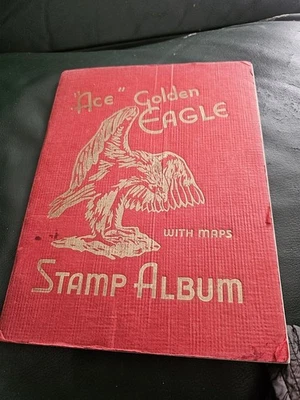 "Ace" Golden
EAGLE
WITH MAPS
STAMP ALBUM